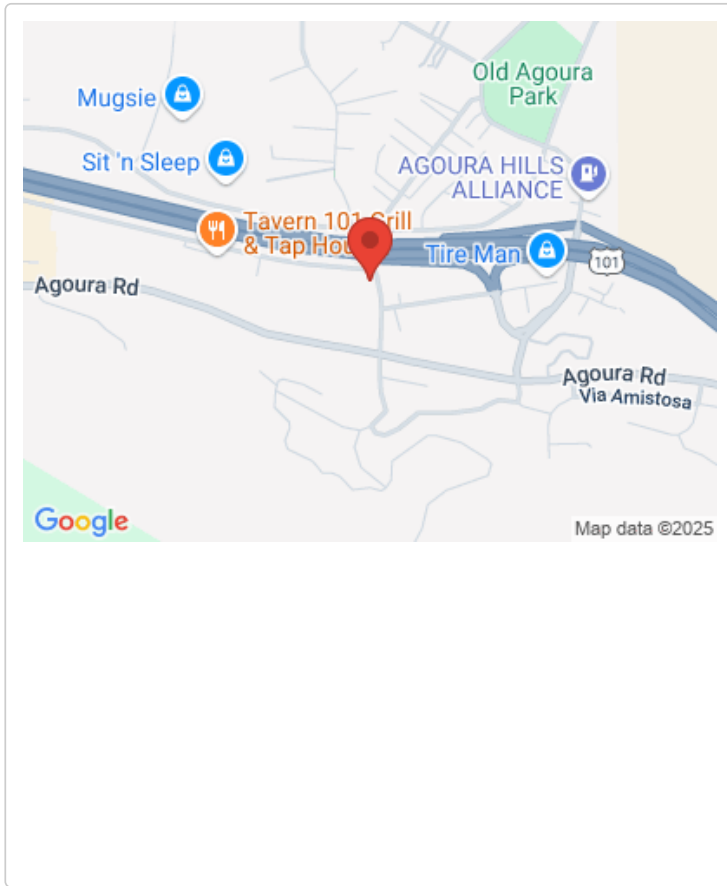 Old Agoura
Park
Mugsie
Sit 'n Sleep
AGOURA HILLS
ALLIANCE
Tavern 101 Grill
& Tap
Tire Man
101
Agoura Rd
Agoura Rd
Via Amistosa
Google
Map data ©2025